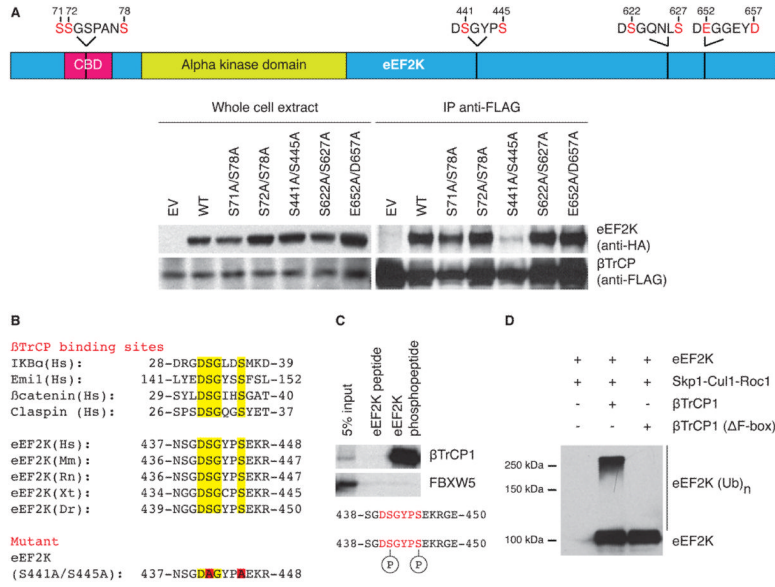 A
71 72 78
SSGSPANS
441 445
DSGYPS
622 627
DSGQNLS
652 657
DEGGEYD
CBD Alpha kinase domain eEF2K
Whole cell extract IP anti-FLAG
EV WT S71A/S78A S72A/S78A S441A/S445A S622A/S627A E652A/D657A EV WT S71A/S78A S72A/S78A S441A/S445A S622A/S627A E652A/D657A
eEF2K
(anti-HA)
βTrCP
(anti-FLAG)
B
βTrCP binding sites
IKBα(Hs): 28-DRGDSGLDSMKD-39
Emi1(Hs): 141-LYEDSGYSSFSL-152
βcatenin(Hs): 29-SYLDSGIHSGAT-40
Claspin (Hs): 26-SPSDSGQGSYET-37
eEF2K(Hs): 437-NSGDSGYPSEKR-448
eEF2K(Mm): 436-NSGDSGYPSEKR-447
eEF2K(Rn): 436-NSGDSGYPSEKR-447
eEF2K(Xt): 434-NGGDSGCPSEKR-445
eEF2K(Dr): 439-NGGDSGYPSEKR-450
Mutant
eEF2K
(S441A/S445A): 437-NSGDAGYPAEKR-448
C
5% input
eEF2K peptide
eEF2K
phosphopeptide
βTrCP1
FBXW5
438-SGDSGYPSEKRGE-450
438-SGDSGYPSEKRGE-450
P P
D
+ + + eEF2K
+ + + Skp1-Cul1-Roc1
- + - βTrCP1
- - + βTrCP1 (ΔF-box)
250 kDa
150 kDa
eEF2K (Ub)n
100 kDa
eEF2K